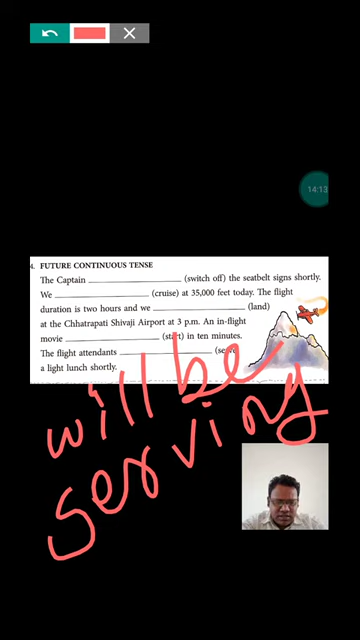 14:13
4. FUTURE CONTINUOUS TENSE
The Captain ____________ (switch off) the seatbelt signs shortly.
We ____________ (cruise) at 35,000 feet today. The flight
duration is two hours and we ____________ (land)
at the Chhatrapati Shivaji Airport at 3 p.m. An in-flight
movie ____________ (start) in ten minutes.
The flight attendants ____________ (serve
a light lunch shortly.
will be
serving